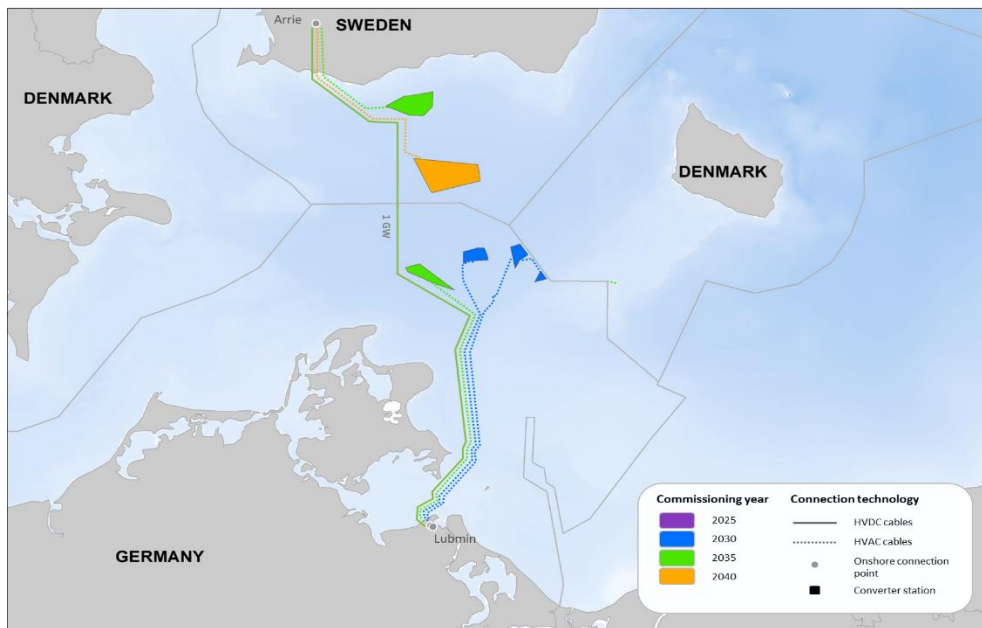 Arrie
SWEDEN
DENMARK
DENMARK
1 GW
Lubmin
GERMANY
Commissioning year
2025
2030
2035
2040
Connection technology
HVDC cables
HVAC cables
Onshore connection
point
Converter station